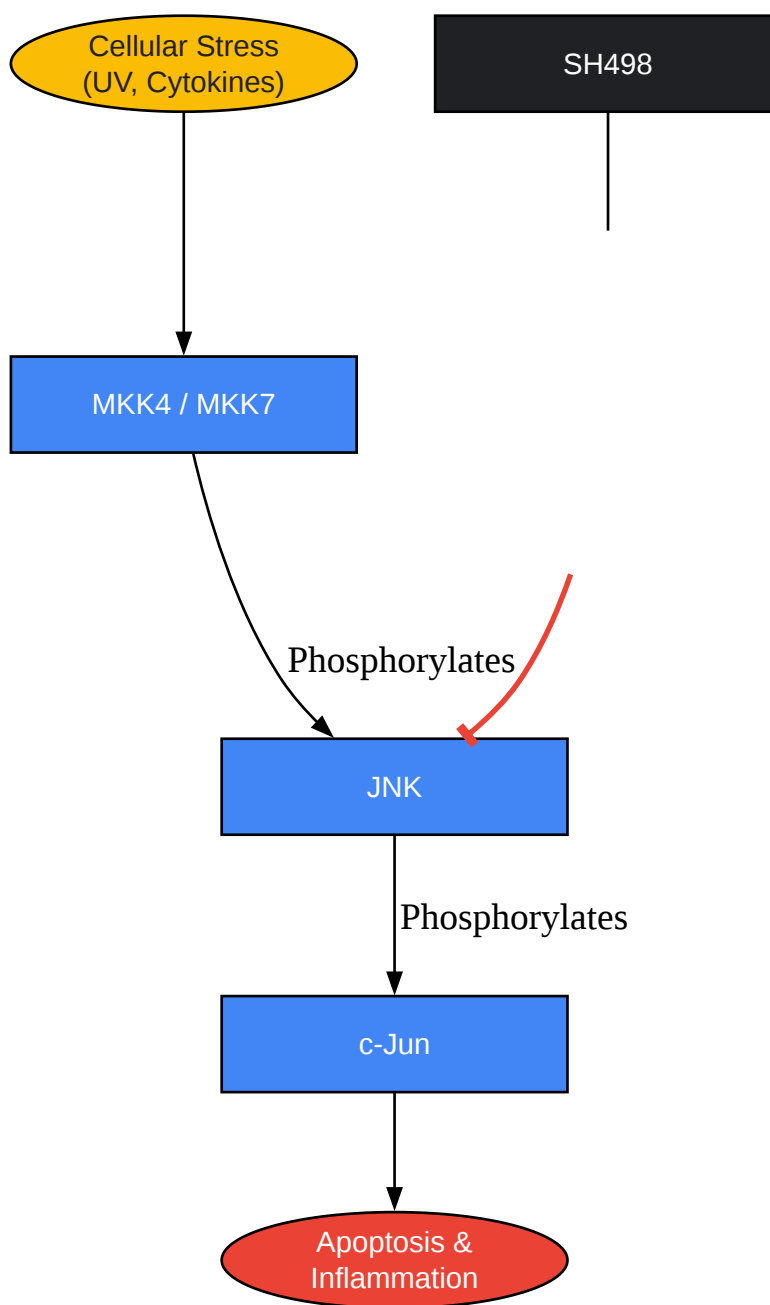 Cellular Stress
(UV, Cytokines)
SH498
MKK4 / MKK7
Phosphorylates
JNK
Phosphorylates
c-Jun
Apoptosis &
Inflammation